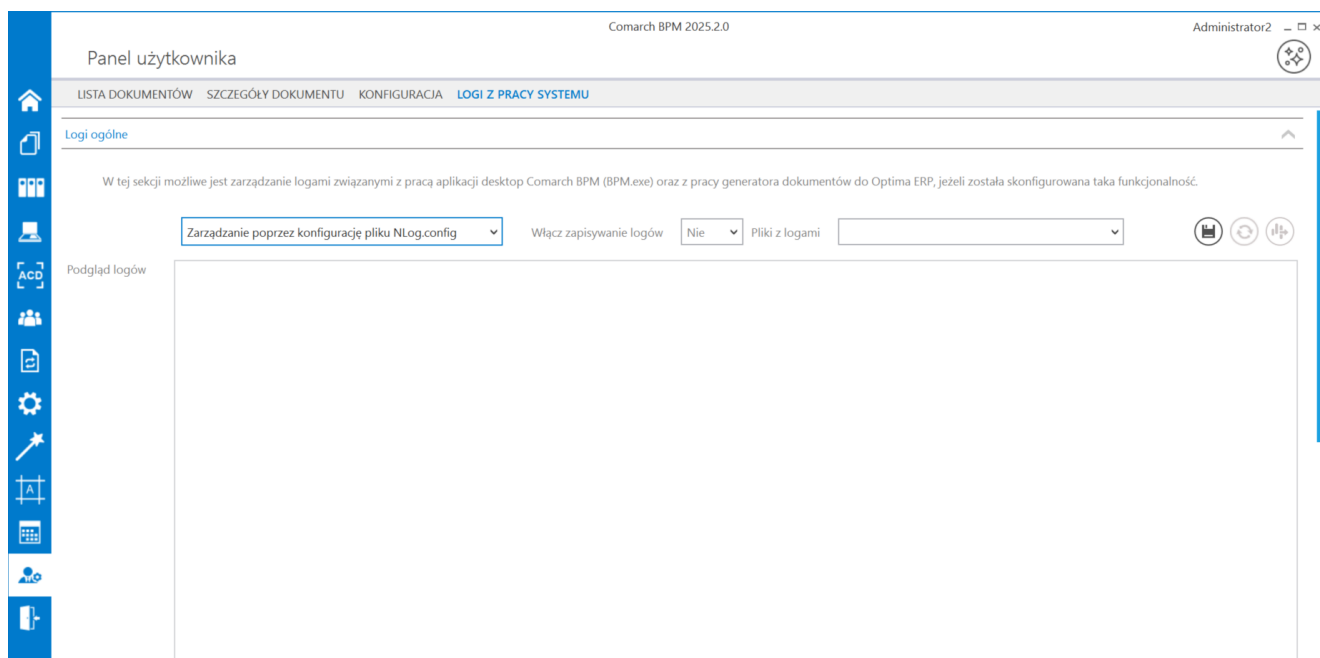 Comarch BPM 2025.2.0
Administrator2
Panel użytkownika
LISTA DOKUMENTÓW SZCZEGÓŁY DOKUMENTU KONFIGURACJA LOGI Z PRACY SYSTEMU
Logi ogólne
W tej sekcji możliwe jest zarządzanie logami związanymi z pracą aplikacji desktop Comarch BPM (BPM.exe) oraz z pracy generatora dokumentów do Optima ERP, jeżeli została skonfigurowana taka funkcjonalność.
Zarządzanie poprzez konfigurację pliku NLog.config Włącz zapisywanie logów Nie Pliki z logami
Podgląd logów
ACD
A